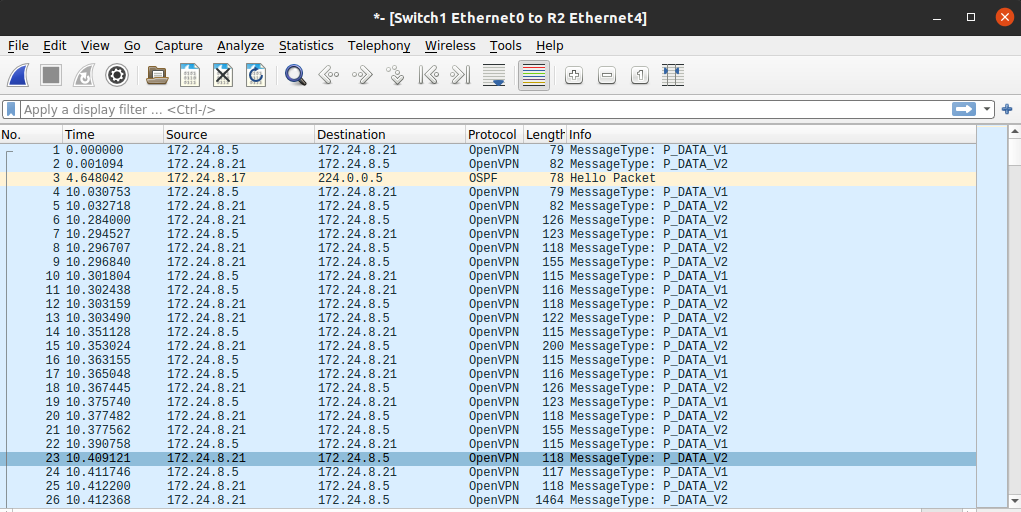 *- [Switch1 Ethernet0 to R2 Ethernet4]
File Edit View Go Capture Analyze Statistics Telephony Wireless Tools Help
Apply a display filter … <Ctrl-/>
No. Time Source Destination Protocol Length Info
1 0.000000 172.24.8.5 172.24.8.21 OpenVPN 79 MessageType: P_DATA_V1
2 0.001094 172.24.8.21 172.24.8.5 OpenVPN 82 MessageType: P_DATA_V2
3 4.648042 172.24.8.17 224.0.0.5 OSPF 78 Hello Packet
4 10.030753 172.24.8.5 172.24.8.21 OpenVPN 79 MessageType: P_DATA_V1
5 10.032718 172.24.8.21 172.24.8.5 OpenVPN 82 MessageType: P_DATA_V2
6 10.284000 172.24.8.21 172.24.8.5 OpenVPN 126 MessageType: P_DATA_V2
7 10.294527 172.24.8.5 172.24.8.21 OpenVPN 123 MessageType: P_DATA_V1
8 10.296707 172.24.8.21 172.24.8.5 OpenVPN 118 MessageType: P_DATA_V2
9 10.296840 172.24.8.21 172.24.8.5 OpenVPN 155 MessageType: P_DATA_V2
10 10.301804 172.24.8.5 172.24.8.21 OpenVPN 115 MessageType: P_DATA_V1
11 10.302438 172.24.8.5 172.24.8.21 OpenVPN 116 MessageType: P_DATA_V1
12 10.303159 172.24.8.21 172.24.8.5 OpenVPN 118 MessageType: P_DATA_V2
13 10.303490 172.24.8.21 172.24.8.5 OpenVPN 122 MessageType: P_DATA_V2
14 10.351128 172.24.8.5 172.24.8.21 OpenVPN 115 MessageType: P_DATA_V1
15 10.353024 172.24.8.21 172.24.8.5 OpenVPN 200 MessageType: P_DATA_V2
16 10.363155 172.24.8.5 172.24.8.21 OpenVPN 115 MessageType: P_DATA_V1
17 10.365048 172.24.8.5 172.24.8.21 OpenVPN 116 MessageType: P_DATA_V1
18 10.367445 172.24.8.21 172.24.8.5 OpenVPN 126 MessageType: P_DATA_V2
19 10.375740 172.24.8.5 172.24.8.21 OpenVPN 123 MessageType: P_DATA_V1
20 10.377482 172.24.8.21 172.24.8.5 OpenVPN 118 MessageType: P_DATA_V2
21 10.377562 172.24.8.21 172.24.8.5 OpenVPN 155 MessageType: P_DATA_V2
22 10.390758 172.24.8.5 172.24.8.21 OpenVPN 115 MessageType: P_DATA_V1
23 10.409121 172.24.8.21 172.24.8.5 OpenVPN 118 MessageType: P_DATA_V2
24 10.411746 172.24.8.5 172.24.8.21 OpenVPN 117 MessageType: P_DATA_V1
25 10.412200 172.24.8.21 172.24.8.5 OpenVPN 118 MessageType: P_DATA_V2
26 10.412368 172.24.8.21 172.24.8.5 OpenVPN 1464 MessageType: P_DATA_V2